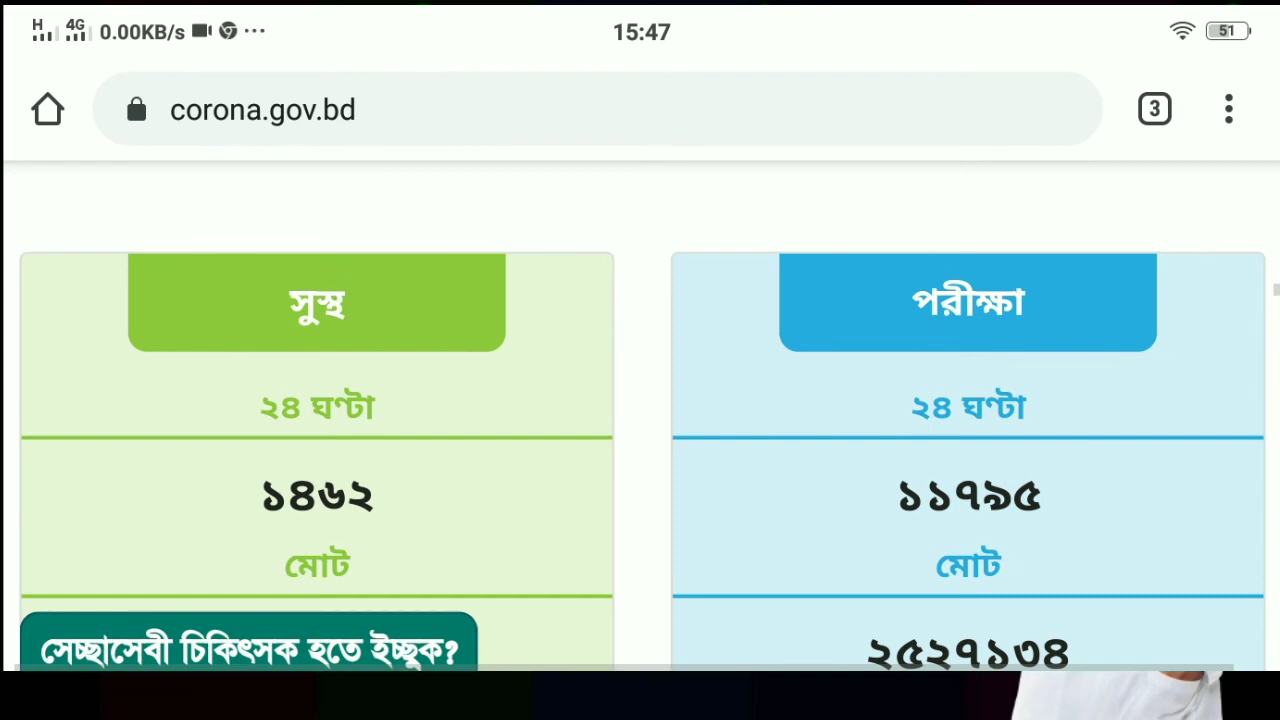 H 4G 0.00KB/s ... 15:47 51
corona.gov.bd 3
সুস্থ
২৪ ঘণ্টা
১৪৬২
মোট
পরীক্ষা
২৪ ঘণ্টা
১১৭৯৫
মোট
২৫২৭১৩৪
সেচ্ছাসেবী চিকিৎসক হতে ইচ্ছুক?